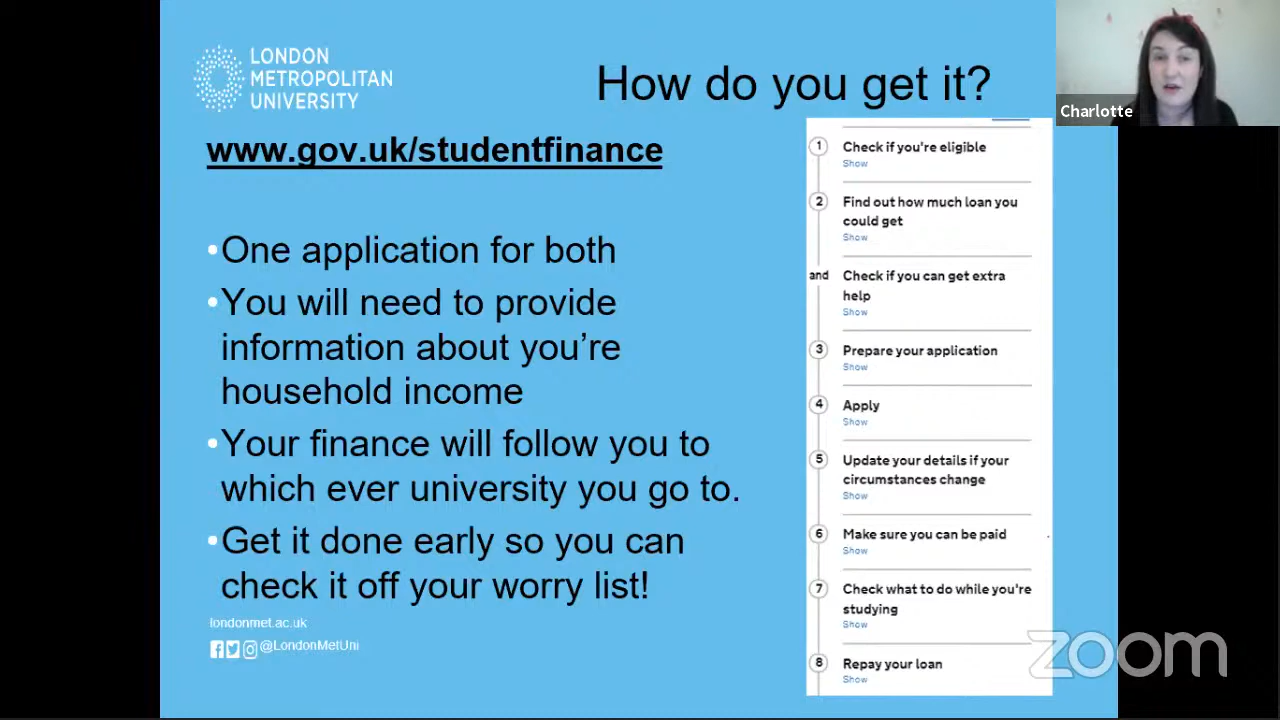 LONDON
METROPOLITAN
UNIVERSITY
How do you get it?
Charlotte
www.gov.uk/studentfinance
•One application for both
•You will need to provide
information about you’re
household income
•Your finance will follow you to
which ever university you go to.
•Get it done early so you can
check it off your worry list!
londonmet.ac.uk
@LondonMetUni
1 Check if you're eligible
Show
2 Find out how much loan you
could get
Show
and Check if you can get extra
help
Show
3 Prepare your application
Show
4 Apply
Show
5 Update your details if your
circumstances change
Show
6 Make sure you can be paid
Show
7 Check what to do while you're
studying
Show
8 Repay your loan
Show
zoom